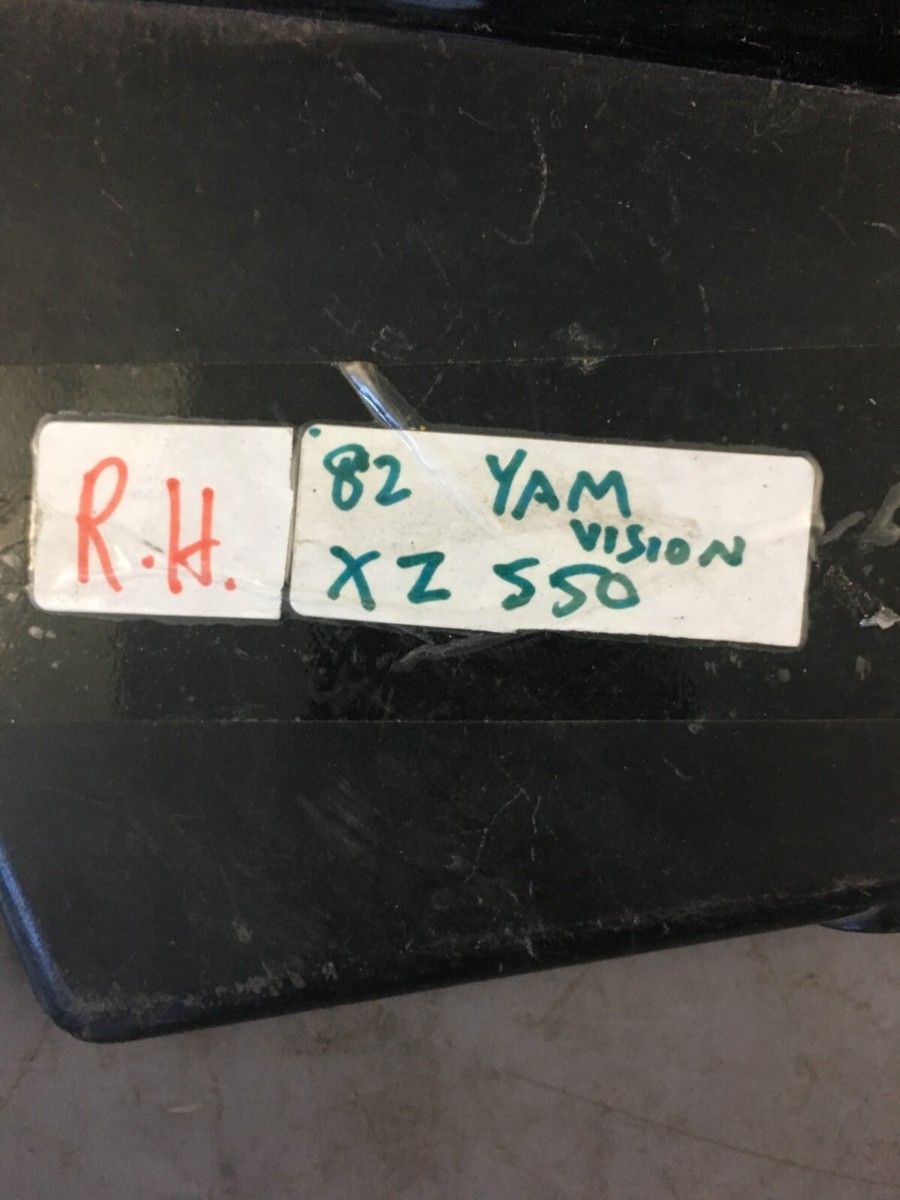 R.H.
'82 YAM
VISION
XZ 550